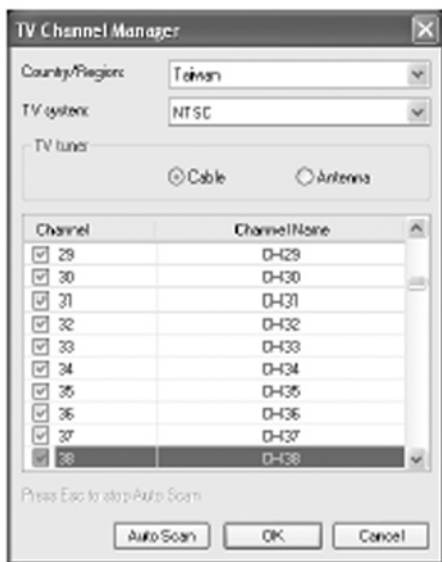 TV Channel Manager
Country/Region: Taiwan
TV system: NTSC
TV tuner
Cable Antenna
Channel Channel Name
29 CH29
30 CH30
31 CH31
32 CH32
33 CH33
34 CH34
35 CH35
36 CH36
37 CH37
38 CH38
Press Esc to stop Auto Scan
Auto Scan OK Cancel